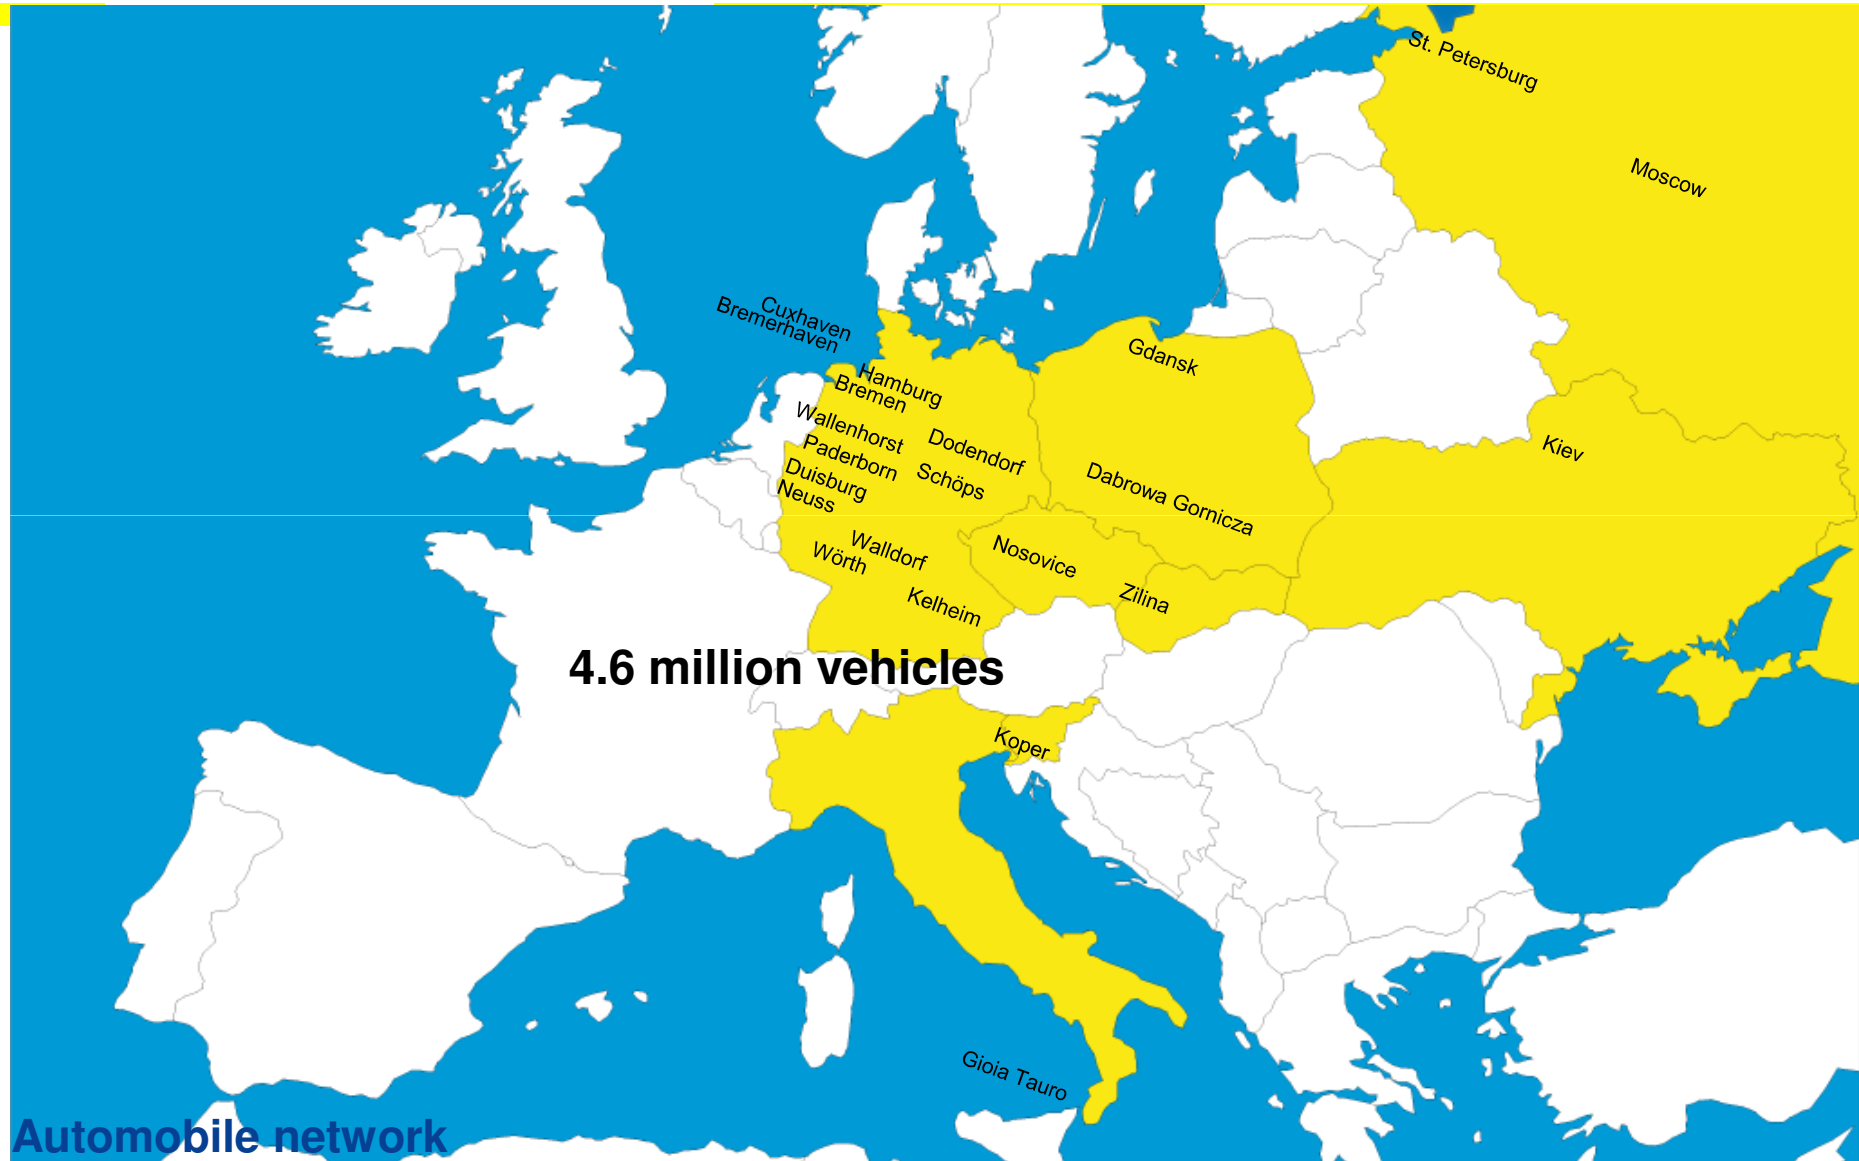 St. Petersburg
Moscow
Cuxhaven
Bremerhaven
Gdansk
Hamburg
Bremen
Wallenhorst
Dodendorf
Kiev
Paderborn
Schöps
Duisburg
Neuss
Dabrowa Gornicza
Walldorf
Wörth
Nosovice
Zilina
Kelheim
4.6 million vehicles
Koper
Gioia Tauro
Automobile network